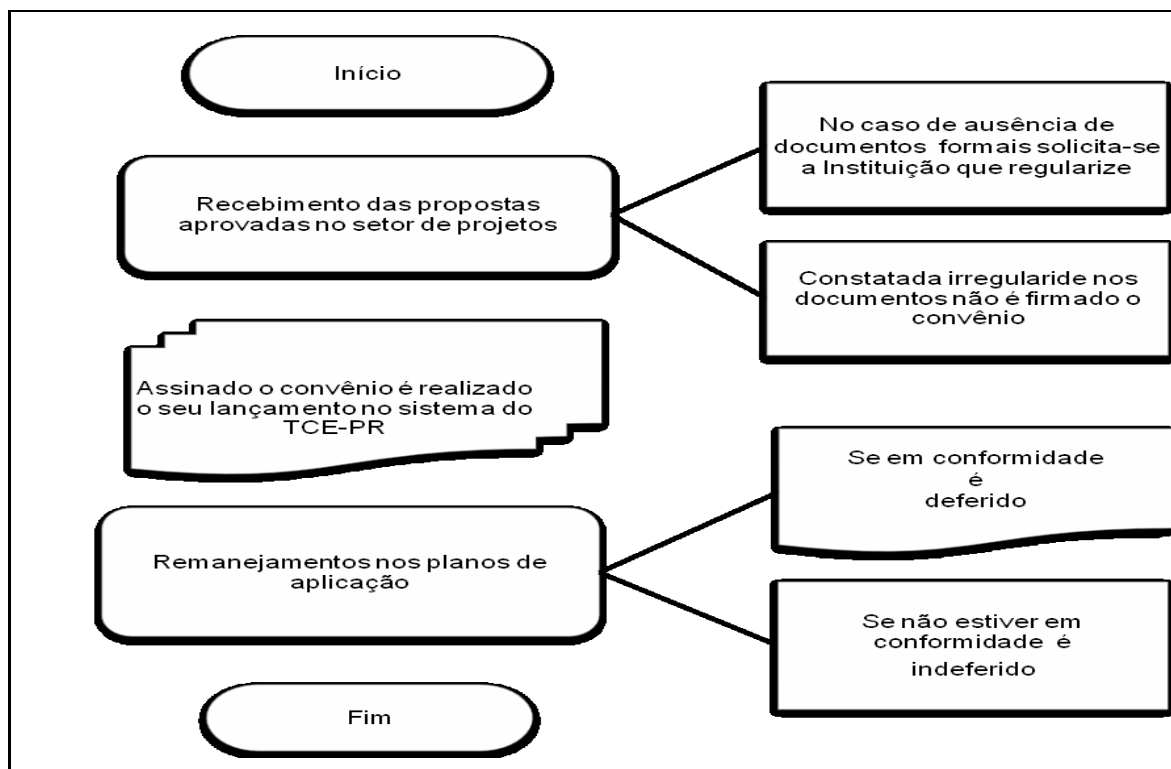 Início
Recebimento das propostas
aprovadas no setor de projetos
No caso de ausência de
documentos formais solicita-se
a Instituição que regularize
Constatada irregularide nos
documentos não é firmado o
convênio
Assinado o convênio é realizado
o seu lançamento no sistema do
TCE-PR
Remanejamentos nos planos de
aplicação
Se em conformidade
é
deferido
Se não estiver em
conformidade é
indeferido
Fim